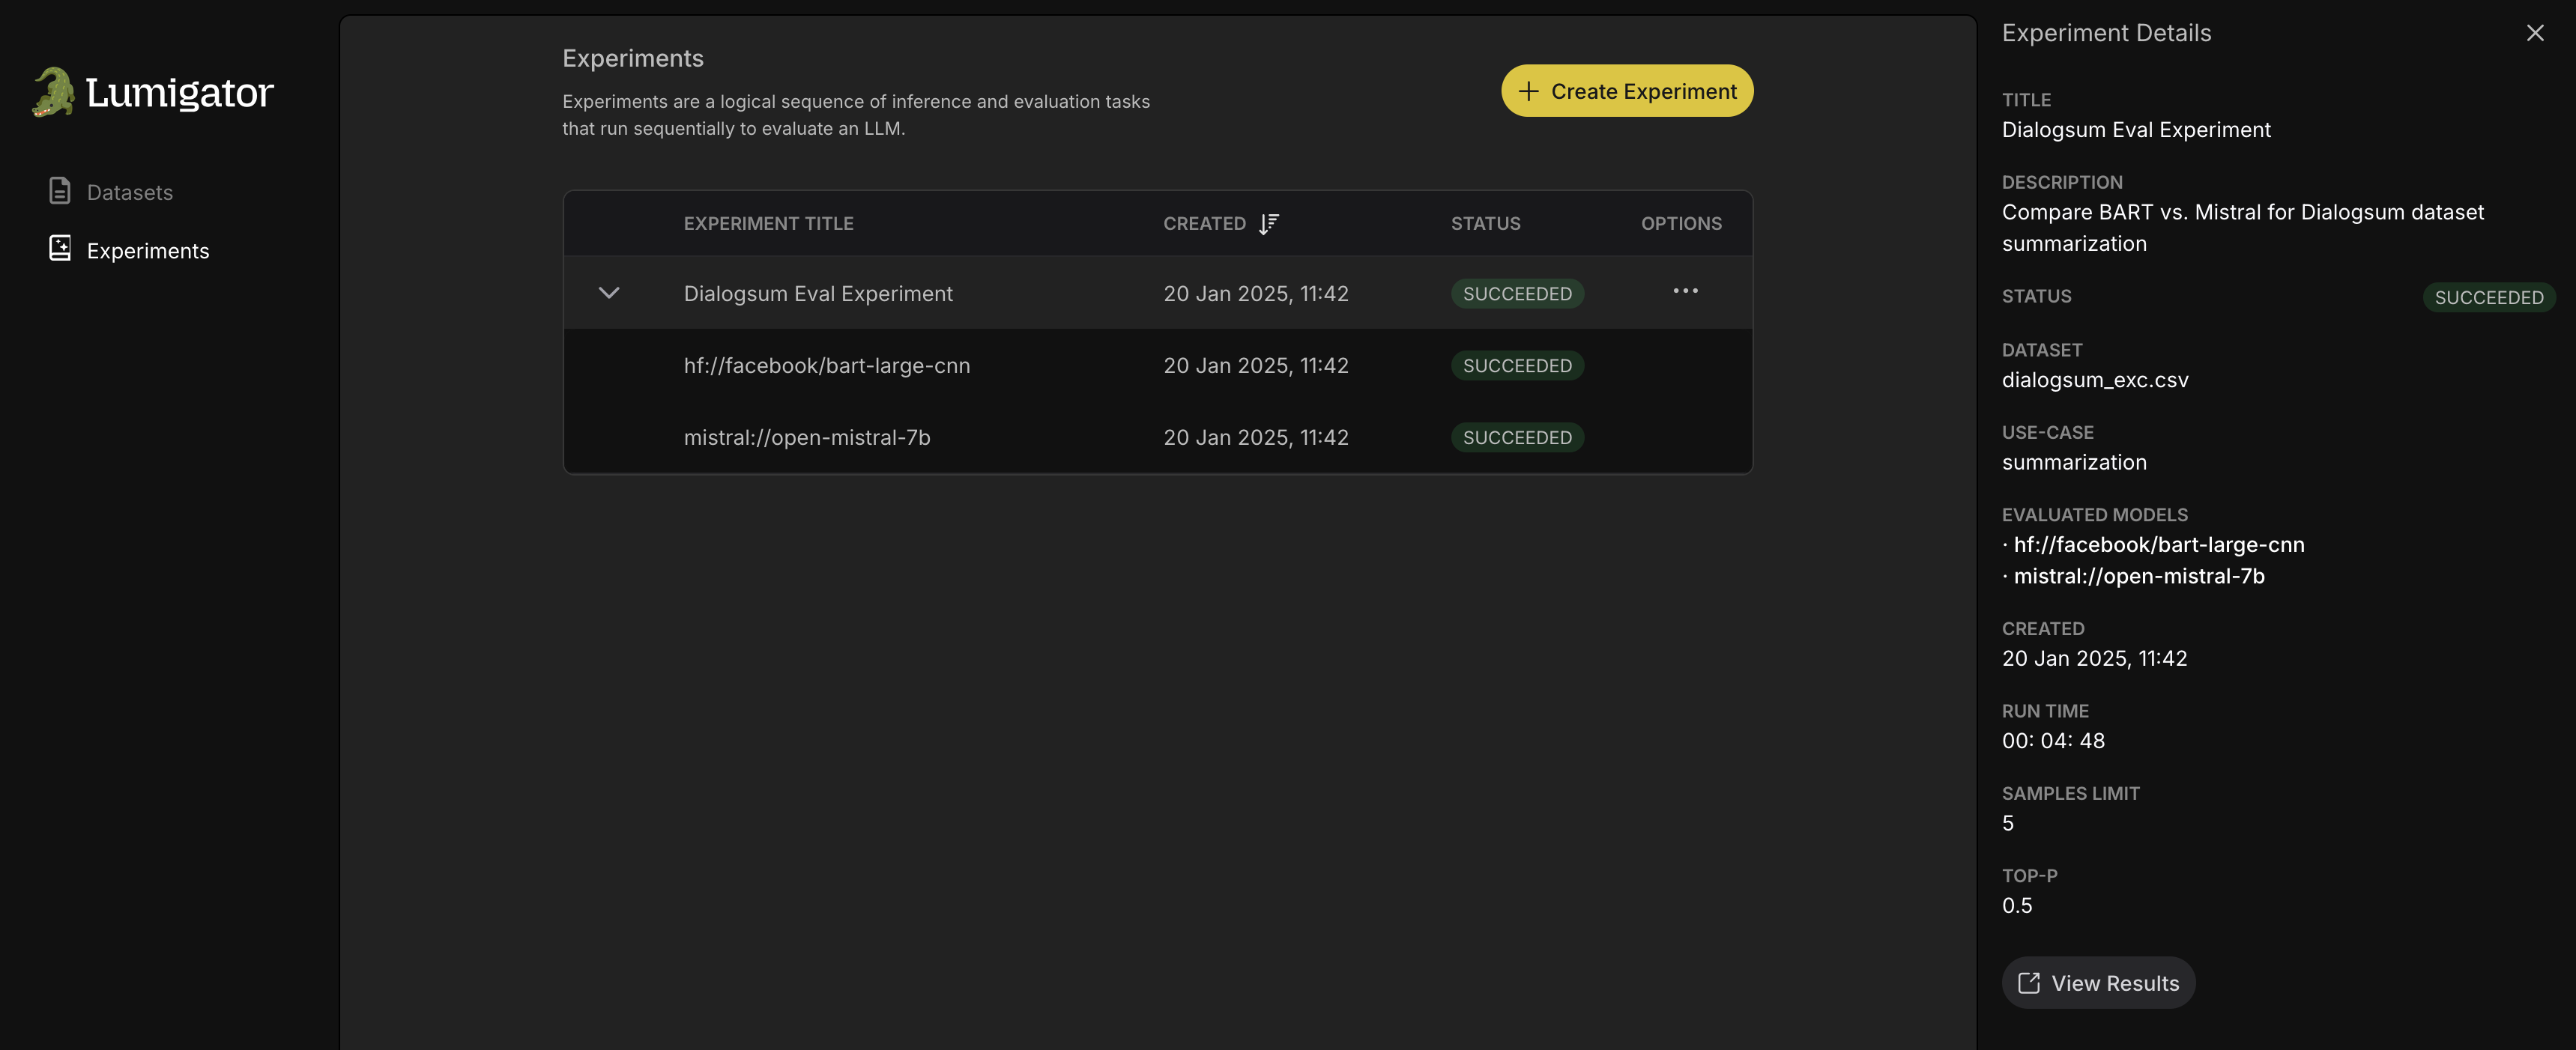 Lumigator
Datasets
Experiments
Experiments
Experiments are a logical sequence of inference and evaluation tasks
that run sequentially to evaluate an LLM.
Create Experiment
EXPERIMENT TITLE CREATED STATUS OPTIONS
Dialogsum Eval Experiment 20 Jan 2025, 11:42 SUCCEEDED
hf://facebook/bart-large-cnn 20 Jan 2025, 11:42 SUCCEEDED
mistral://open-mistral-7b 20 Jan 2025, 11:42 SUCCEEDED
Experiment Details
TITLE
Dialogsum Eval Experiment
DESCRIPTION
Compare BART vs. Mistral for Dialogsum dataset
summarization
STATUS SUCCEEDED
DATASET
dialogsum_exc.csv
USE-CASE
summarization
EVALUATED MODELS
· hf://facebook/bart-large-cnn
· mistral://open-mistral-7b
CREATED
20 Jan 2025, 11:42
RUN TIME
00: 04: 48
SAMPLES LIMIT
5
TOP-P
0.5
View Results